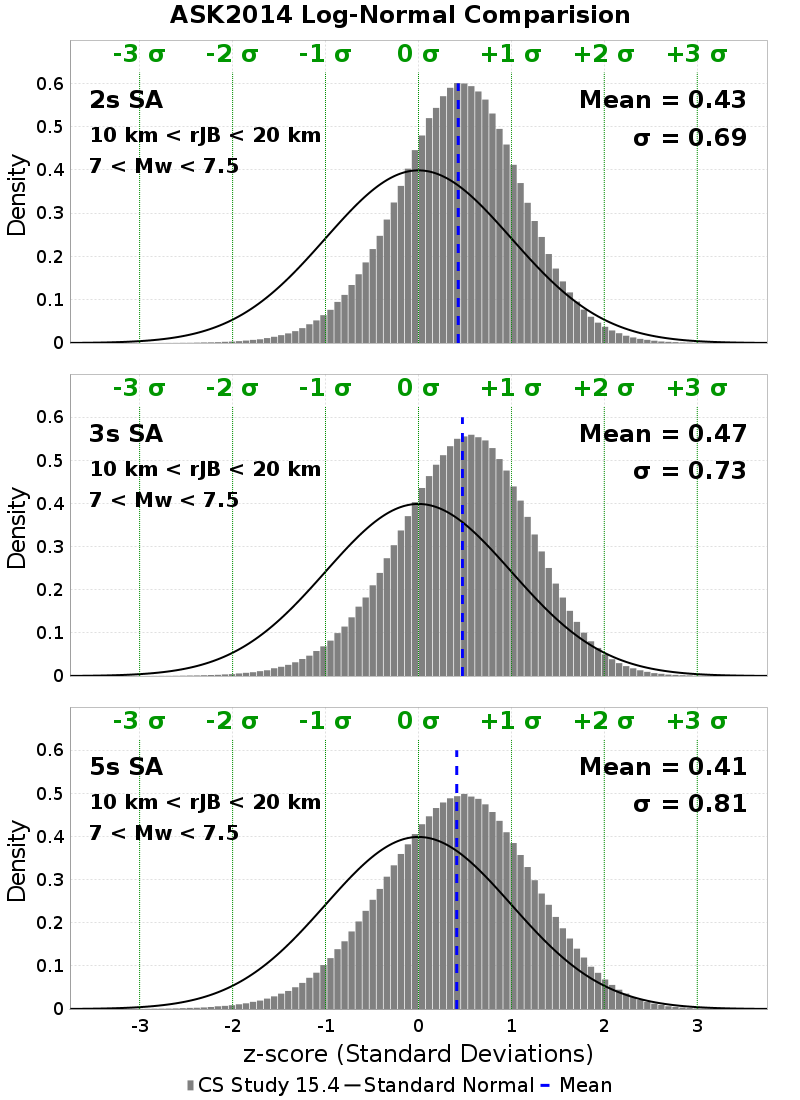 ASK2014 Log-Normal Comparision
-3 σ -2 σ -1 σ 0 σ +1 σ +2 σ +3 σ
2s SA
10 km < rJB < 20 km
7 < Mw < 7.5
Mean = 0.43
σ = 0.69
Density
0.6
0.5
0.4
0.3
0.2
0.1
0
-3 σ -2 σ -1 σ 0 σ +1 σ +2 σ +3 σ
3s SA
10 km < rJB < 20 km
7 < Mw < 7.5
Mean = 0.47
σ = 0.73
Density
0.6
0.5
0.4
0.3
0.2
0.1
0
-3 σ -2 σ -1 σ 0 σ +1 σ +2 σ +3 σ
5s SA
10 km < rJB < 20 km
7 < Mw < 7.5
Mean = 0.41
σ = 0.81
Density
0.6
0.5
0.4
0.3
0.2
0.1
0
-3 -2 -1 0 1 2 3
z-score (Standard Deviations)
CS Study 15.4 Standard Normal Mean